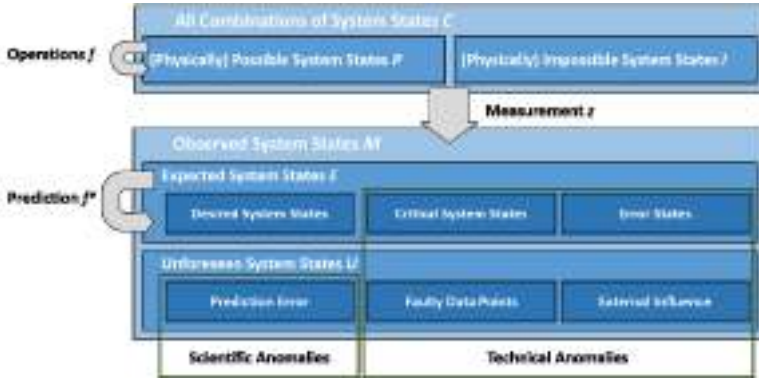 All Combinations of System States C
Operations f
(Physically) Possible System States P
(Physically) Impossible System States I
Measurement z
Observed System States M
Expected System States E
Prediction f*
Desired System States
Critical System States
Error States
Unforeseen System States U
Prediction Error
Faulty Data Points
External Influence
Scientific Anomalies
Technical Anomalies